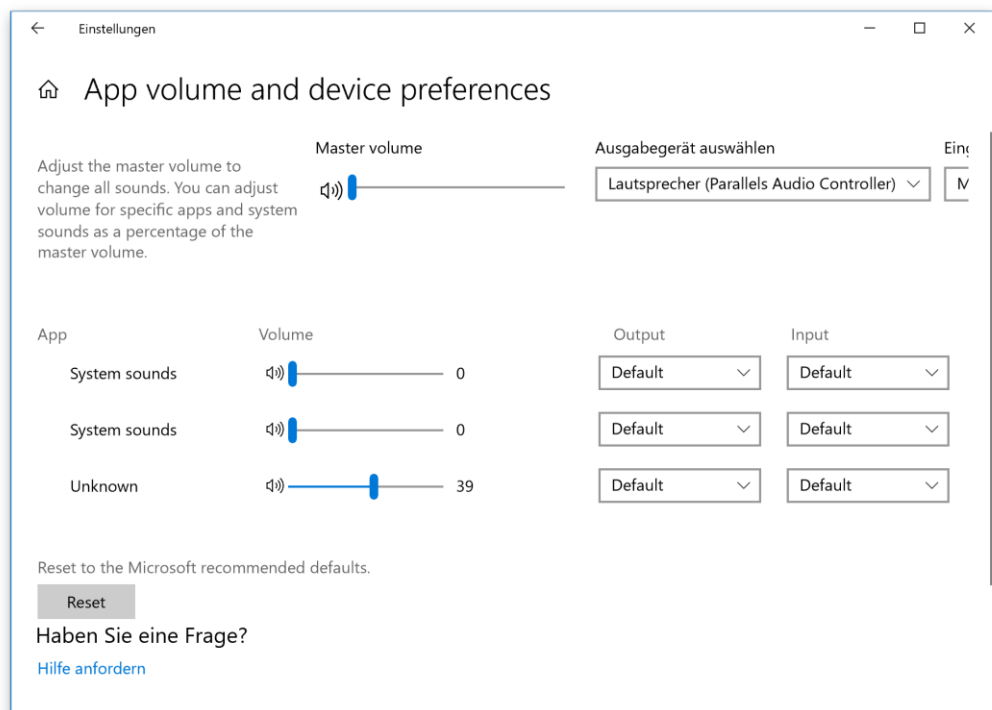 Einstellungen
App volume and device preferences
Adjust the master volume to
change all sounds. You can adjust
volume for specific apps and system
sounds as a percentage of the
master volume.
Master volume
Ausgabegerät auswählen
Lautsprecher (Parallels Audio Controller)
App Volume Output Input
System sounds 0 Default Default
System sounds 0 Default Default
Unknown 39 Default Default
Reset to the Microsoft recommended defaults.
Reset
Haben Sie eine Frage?
Hilfe anfordern